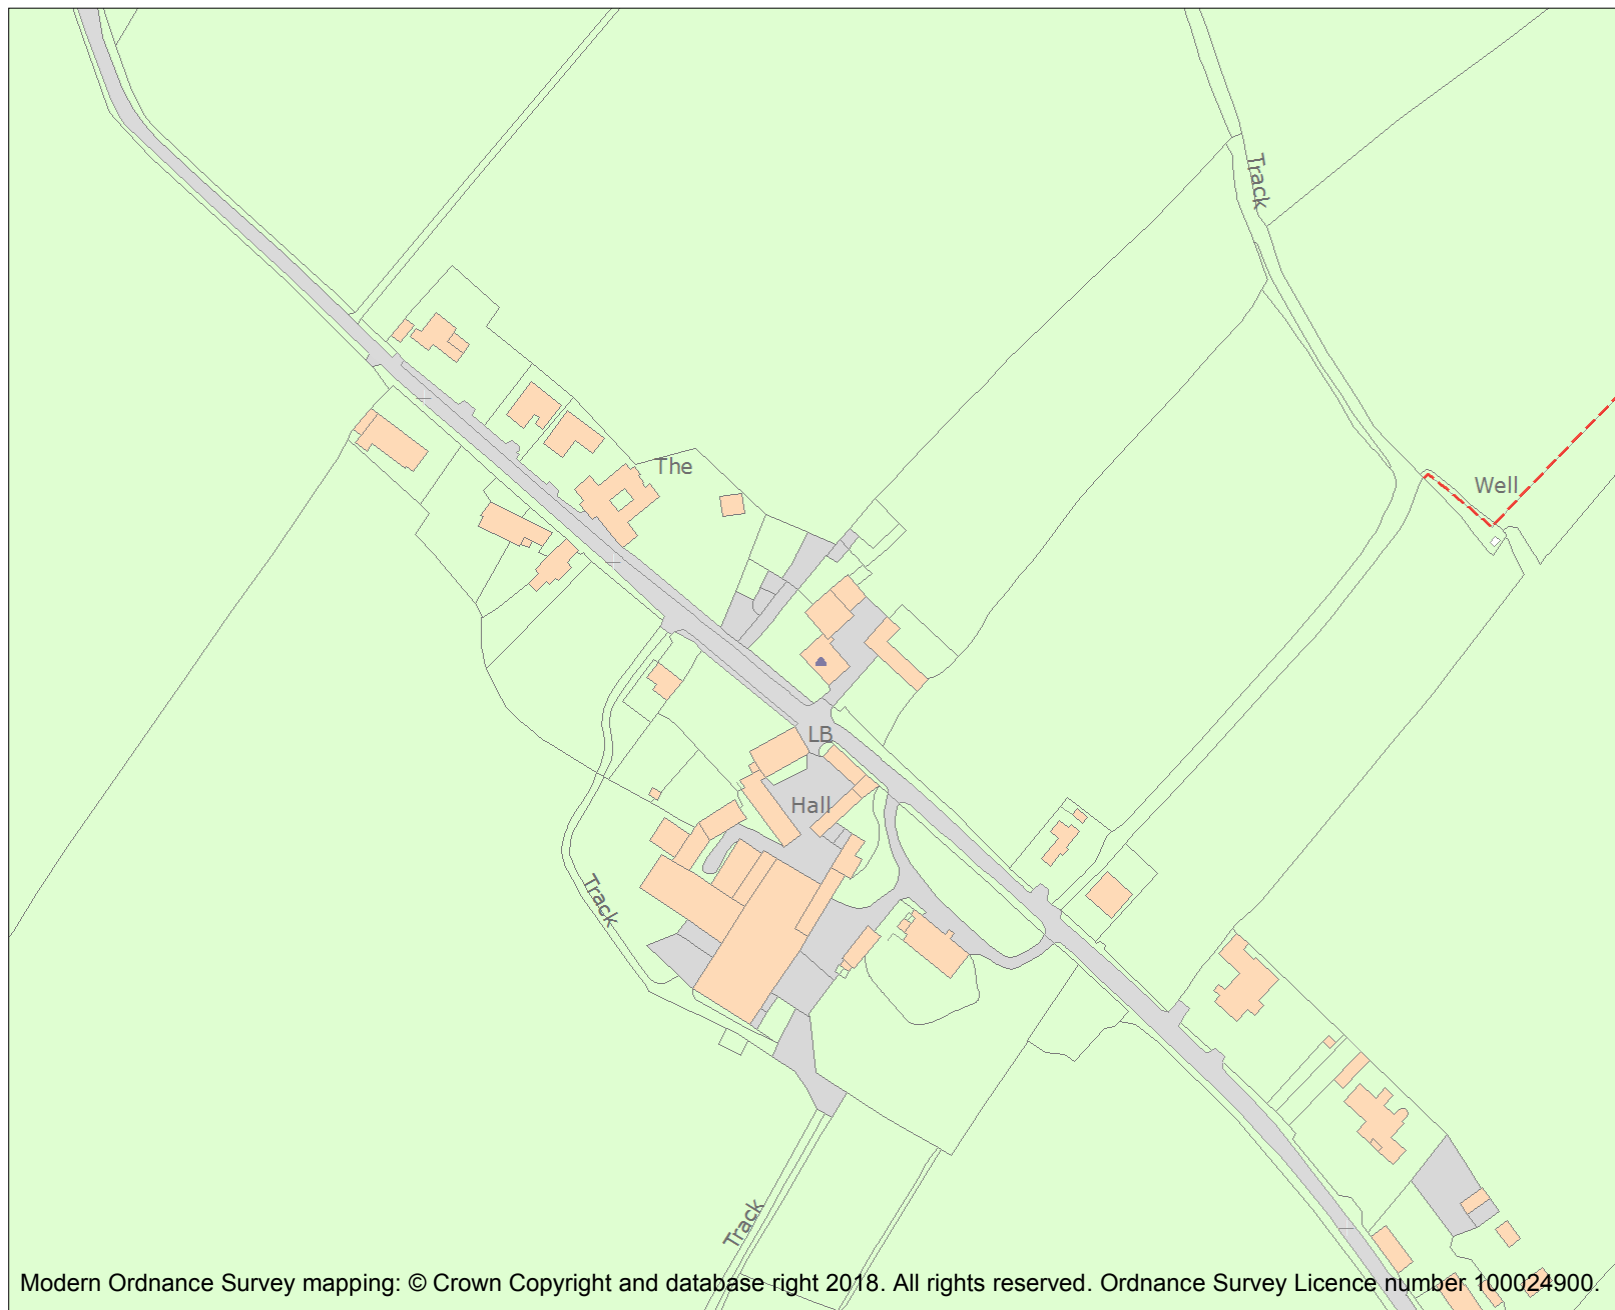 Track
The
Well
LB
Hall
Track
Track
Modern Ordnance Survey mapping: © Crown Copyright and database right 2018. All rights reserved. Ordnance Survey Licence number 100024900.